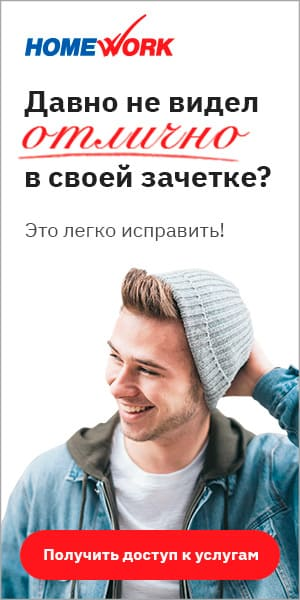 HOMEWORK
Давно не видел
отлично
в своей зачетке?
Это легко исправить!
Получить доступ к услугам